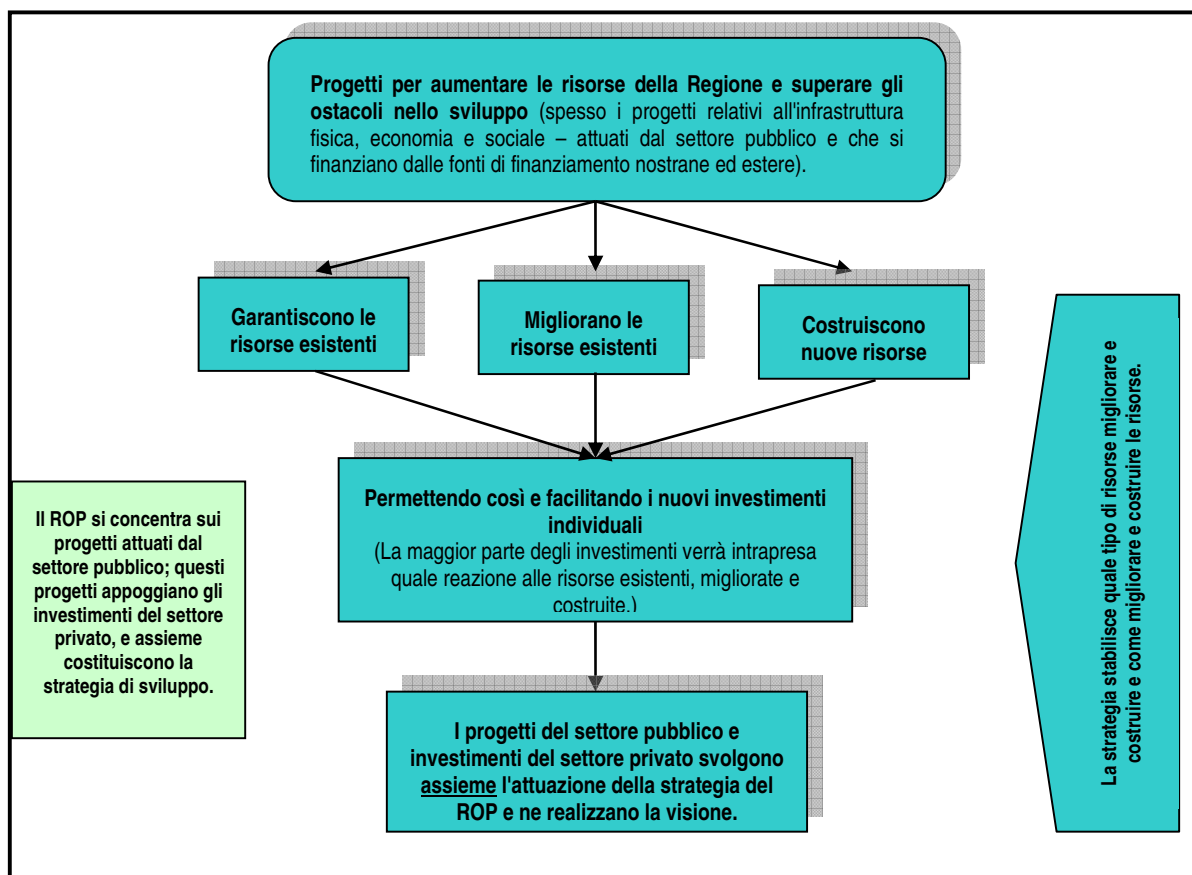 Progetti per aumentare le risorse della Regione e superare gli
ostacoli nello sviluppo (spesso i progetti relativi all'infrastruttura
fisica, economia e sociale – attuati dal settore pubblico e che si
finanziano dalle fonti di finanziamento nostrane ed estere).
Garantiscono le
risorse esistenti
Migliorano le
risorse esistenti
Costruiscono
nuove risorse
Permettendo così e facilitando i nuovi investimenti
individuali
(La maggior parte degli investimenti verrà intrapresa
quale reazione alle risorse esistenti, migliorate e
costruite.)
Il ROP si concentra sui
progetti attuati dal
settore pubblico; questi
progetti appoggiano gli
investimenti del settore
privato, e assieme
costituiscono la
strategia di sviluppo.
I progetti del settore pubblico e
investimenti del settore privato svolgono
assieme l'attuazione della strategia del
ROP e ne realizzano la visione.
La strategia stabilisce quale tipo di risorse migliorare e
costruire e come migliorare e costruire le risorse.